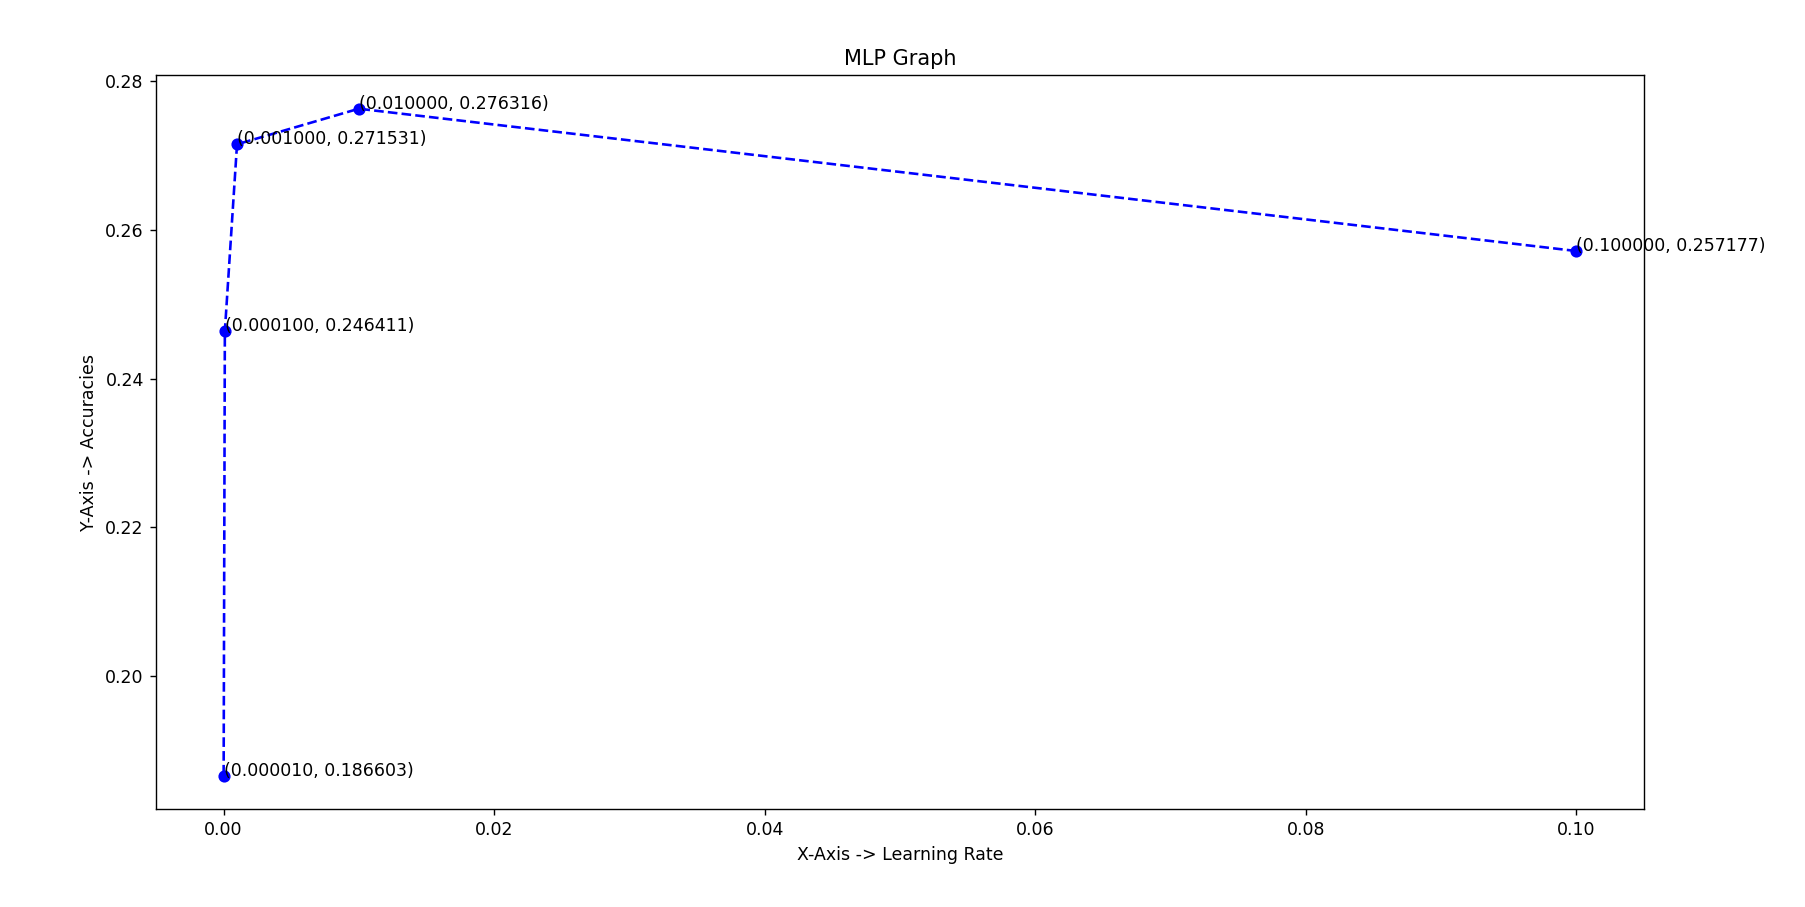 MLP Graph
0.28
(0.010000, 0.276316)
(0.001000, 0.271531)
0.26
(0.100000, 0.257177)
(0.000100, 0.246411)
0.24
Y-Axis -> Accuracies
0.22
0.20
(0.000010, 0.186603)
0.00 0.02 0.04 0.06 0.08 0.10
X-Axis -> Learning Rate